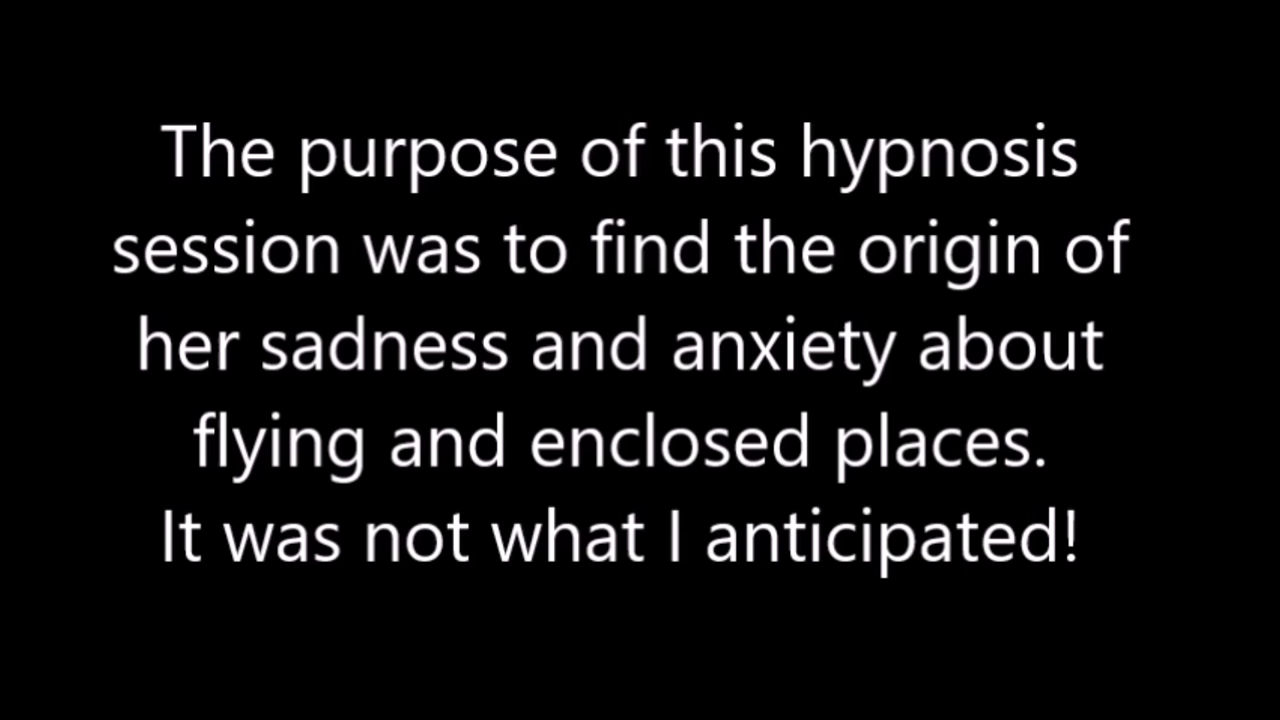 The purpose of this hypnosis
session was to find the origin of
her sadness and anxiety about
flying and enclosed places.
It was not what I anticipated!